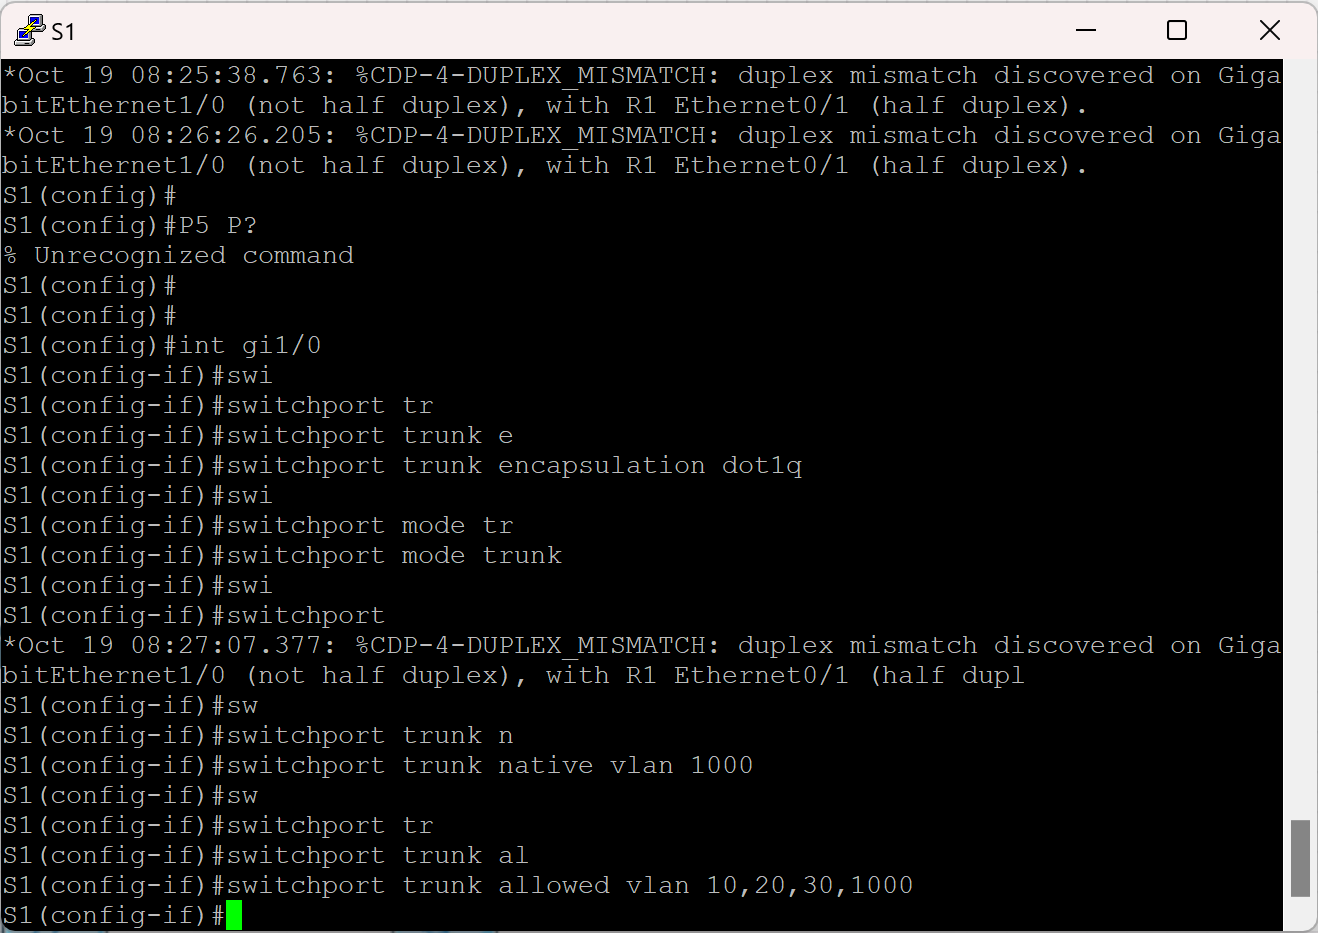 S1
*Oct 19 08:25:38.763: %CDP-4-DUPLEX_MISMATCH: duplex mismatch discovered on Giga
bitEthernet1/0 (not half duplex), with R1 Ethernet0/1 (half duplex).
*Oct 19 08:26:26.205: %CDP-4-DUPLEX_MISMATCH: duplex mismatch discovered on Giga
bitEthernet1/0 (not half duplex), with R1 Ethernet0/1 (half duplex).
S1(config)#
S1(config)#P5 P?
% Unrecognized command
S1(config)#
S1(config)#
S1(config)#int gi1/0
S1(config-if)#swi
S1(config-if)#switchport tr
S1(config-if)#switchport trunk e
S1(config-if)#switchport trunk encapsulation dot1q
S1(config-if)#swi
S1(config-if)#switchport mode tr
S1(config-if)#switchport mode trunk
S1(config-if)#swi
S1(config-if)#switchport
*Oct 19 08:27:07.377: %CDP-4-DUPLEX_MISMATCH: duplex mismatch discovered on Giga
bitEthernet1/0 (not half duplex), with R1 Ethernet0/1 (half dupl
S1(config-if)#sw
S1(config-if)#switchport trunk n
S1(config-if)#switchport trunk native vlan 1000
S1(config-if)#sw
S1(config-if)#switchport tr
S1(config-if)#switchport trunk al
S1(config-if)#switchport trunk allowed vlan 10,20,30,1000
S1(config-if)#